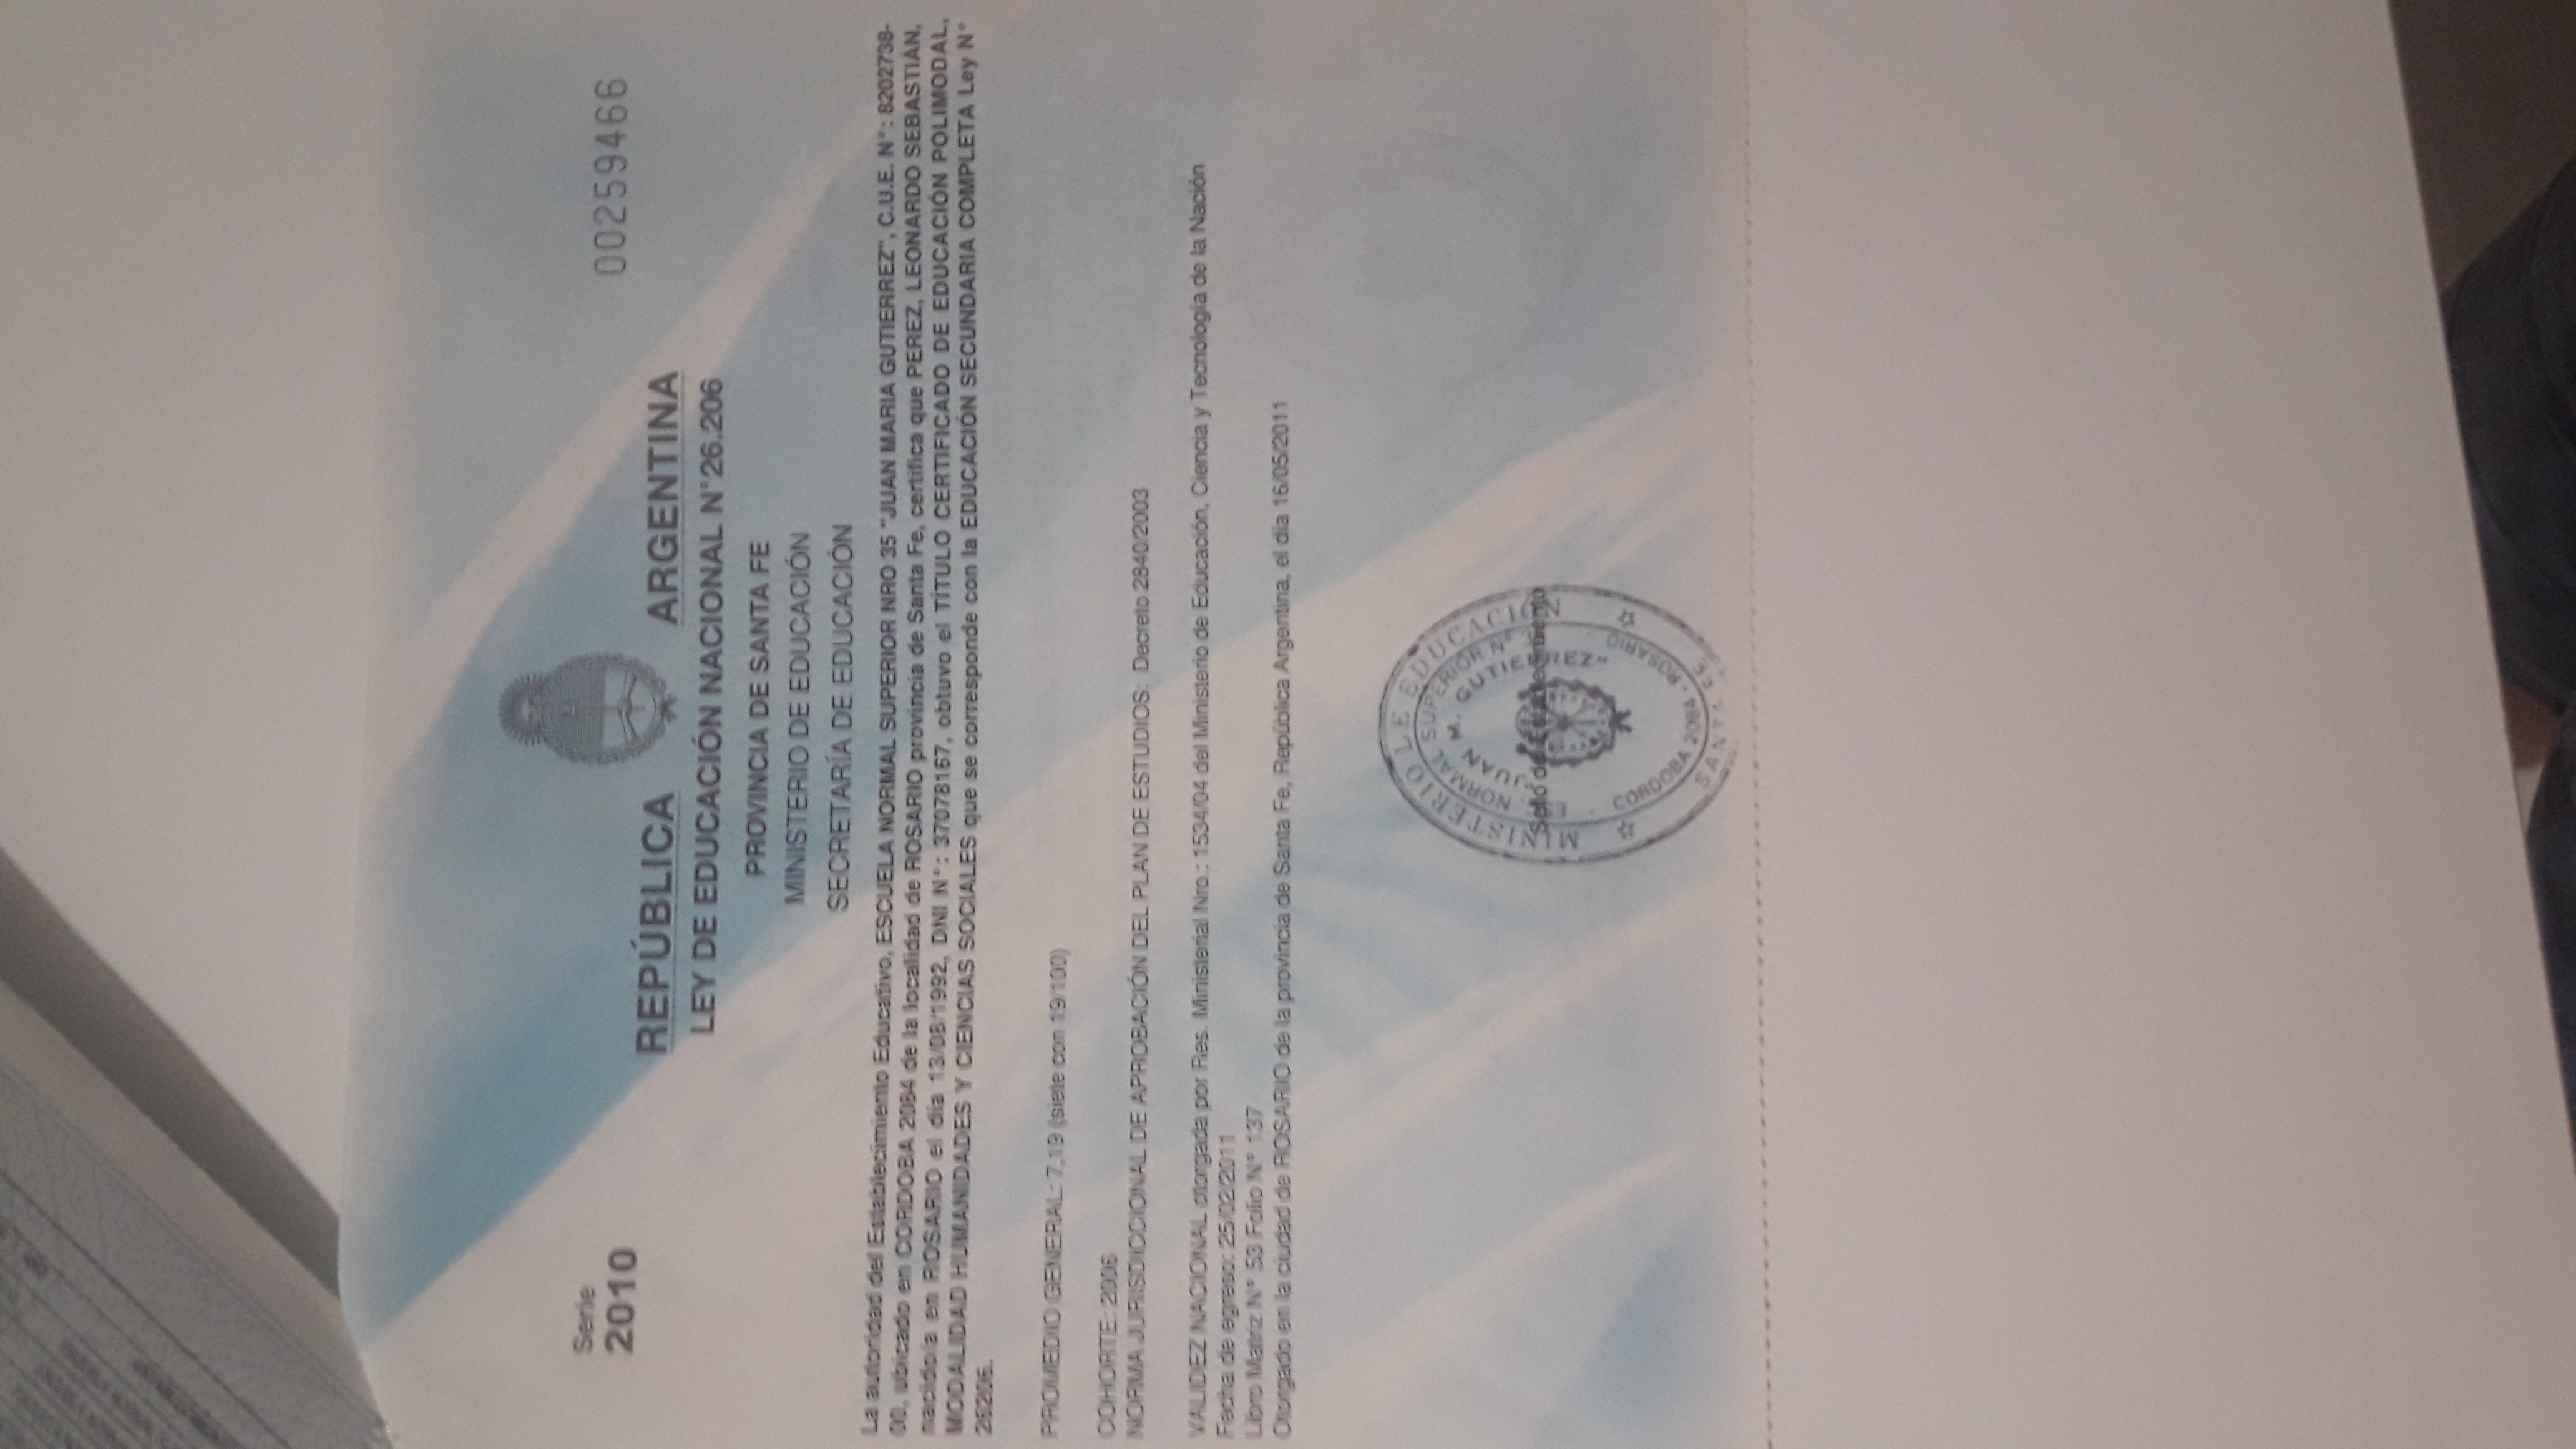 Serie
2010
00259466
REPÚBLICA ARGENTINA
LEY DE EDUCACIÓN NACIONAL N°26.206
PROVINCIA DE SANTA FE
MINISTERIO DE EDUCACIÓN
SECRETARÍA DE EDUCACIÓN
La autoridad del Establecimiento Educativo, ESCUELA NORMAL SUPERIOR NRO 35 "JUAN MARIA GUTIERREZ", C.U.E. N°: 8202738-
00, ubicado en CORDOBA 2084 de la localidad de ROSARIO provincia de Santa Fe, certifica que PEREZ, LEONARDO SEBASTIÁN,
nacido/a en ROSARIO el día 13/08/1992, DNI N°: 37078167, obtuvo el TÍTULO CERTIFICADO DE EDUCACIÓN POLIMODAL,
MODALIDAD HUMANIDADES Y CIENCIAS SOCIALES que se corresponde con la EDUCACIÓN SECUNDARIA COMPLETA Ley N°
26206.
PROMEDIO GENERAL: 7,19 (siete con 19/100)
COHORTE: 2006
NORMA JURISDICCIONAL DE APROBACIÓN DEL PLAN DE ESTUDIOS: Decreto 2840/2003
VALIDEZ NACIONAL otorgada por Res. Ministerial Nro.: 1534/04 del Ministerio de Educación, Ciencia y Tecnología de la Nación
Fecha de egreso: 25/02/2011
Libro Matriz N° 53 Folio N° 137
Otorgado en la ciudad de ROSARIO de la provincia de Santa Fe, República Argentina, el día 16/05/2011
MINISTERIO DE EDUCACIÓN
ESC. NORMAL SUPERIOR Nº
"JUAN M. GUTIERREZ"
Sello del Establecimiento
CORDOBA 2084 - ROSARIO
SANTA FE